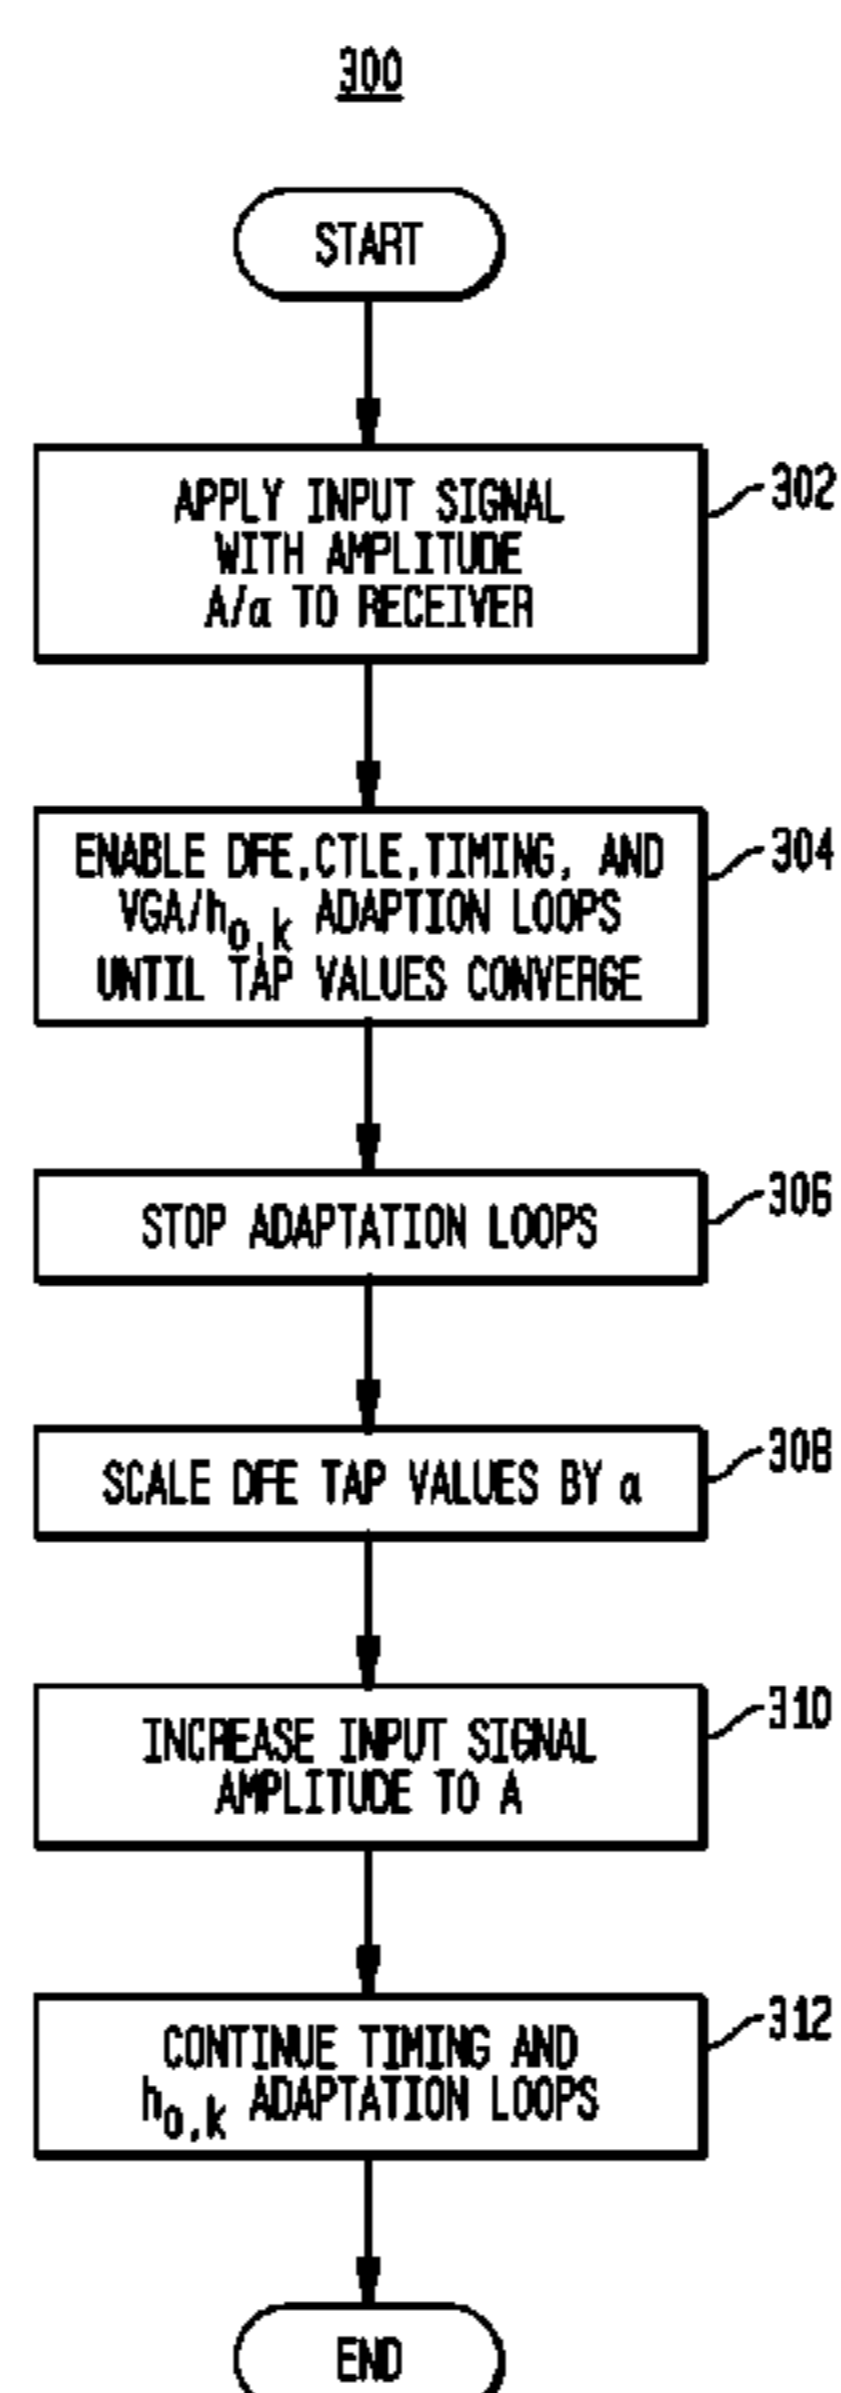 300
START
APPLY INPUT SIGNAL
WITH AMPLITUDE
A/α TO RECEIVER
302
ENABLE DFE,CTLE,TIMING, AND
VGA/h0,k ADAPTION LOOPS
UNTIL TAP VALUES CONVERGE
304
STOP ADAPTATION LOOPS
306
SCALE DFE TAP VALUES BY α
308
INCREASE INPUT SIGNAL
AMPLITUDE TO A
310
CONTINUE TIMING AND
h0,k ADAPTATION LOOPS
312
END